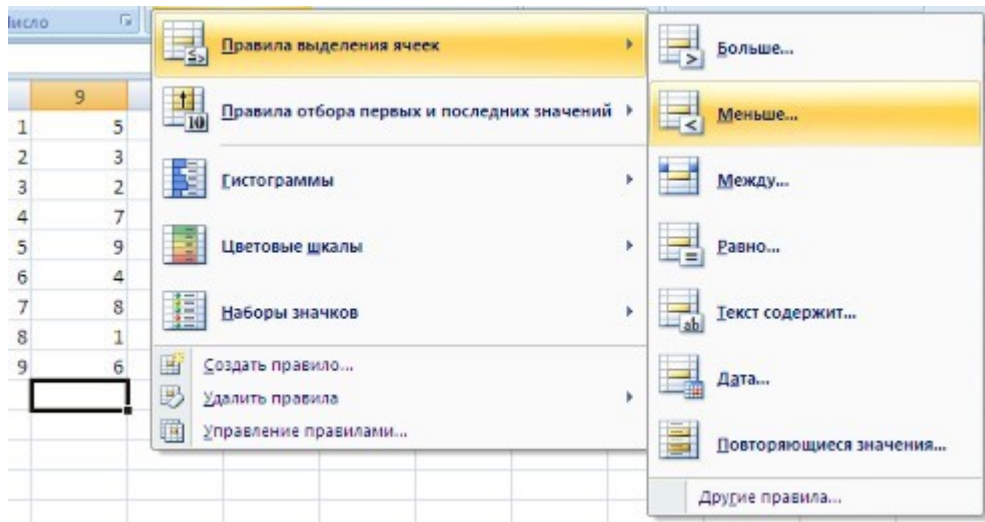 Число
9
1 5
2 3
3 2
4 7
5 9
6 4
7 8
8 1
9 6
Правила выделения ячеек
Правила отбора первых и последних значений
10
Гистограммы
Цветовые шкалы
Наборы значков
Создать правило...
Удалить правила
Управление правилами...
Больше...
Меньше...
Между...
Равно...
Текст содержит...
ab
Дата...
Повторяющиеся значения...
Другие правила...